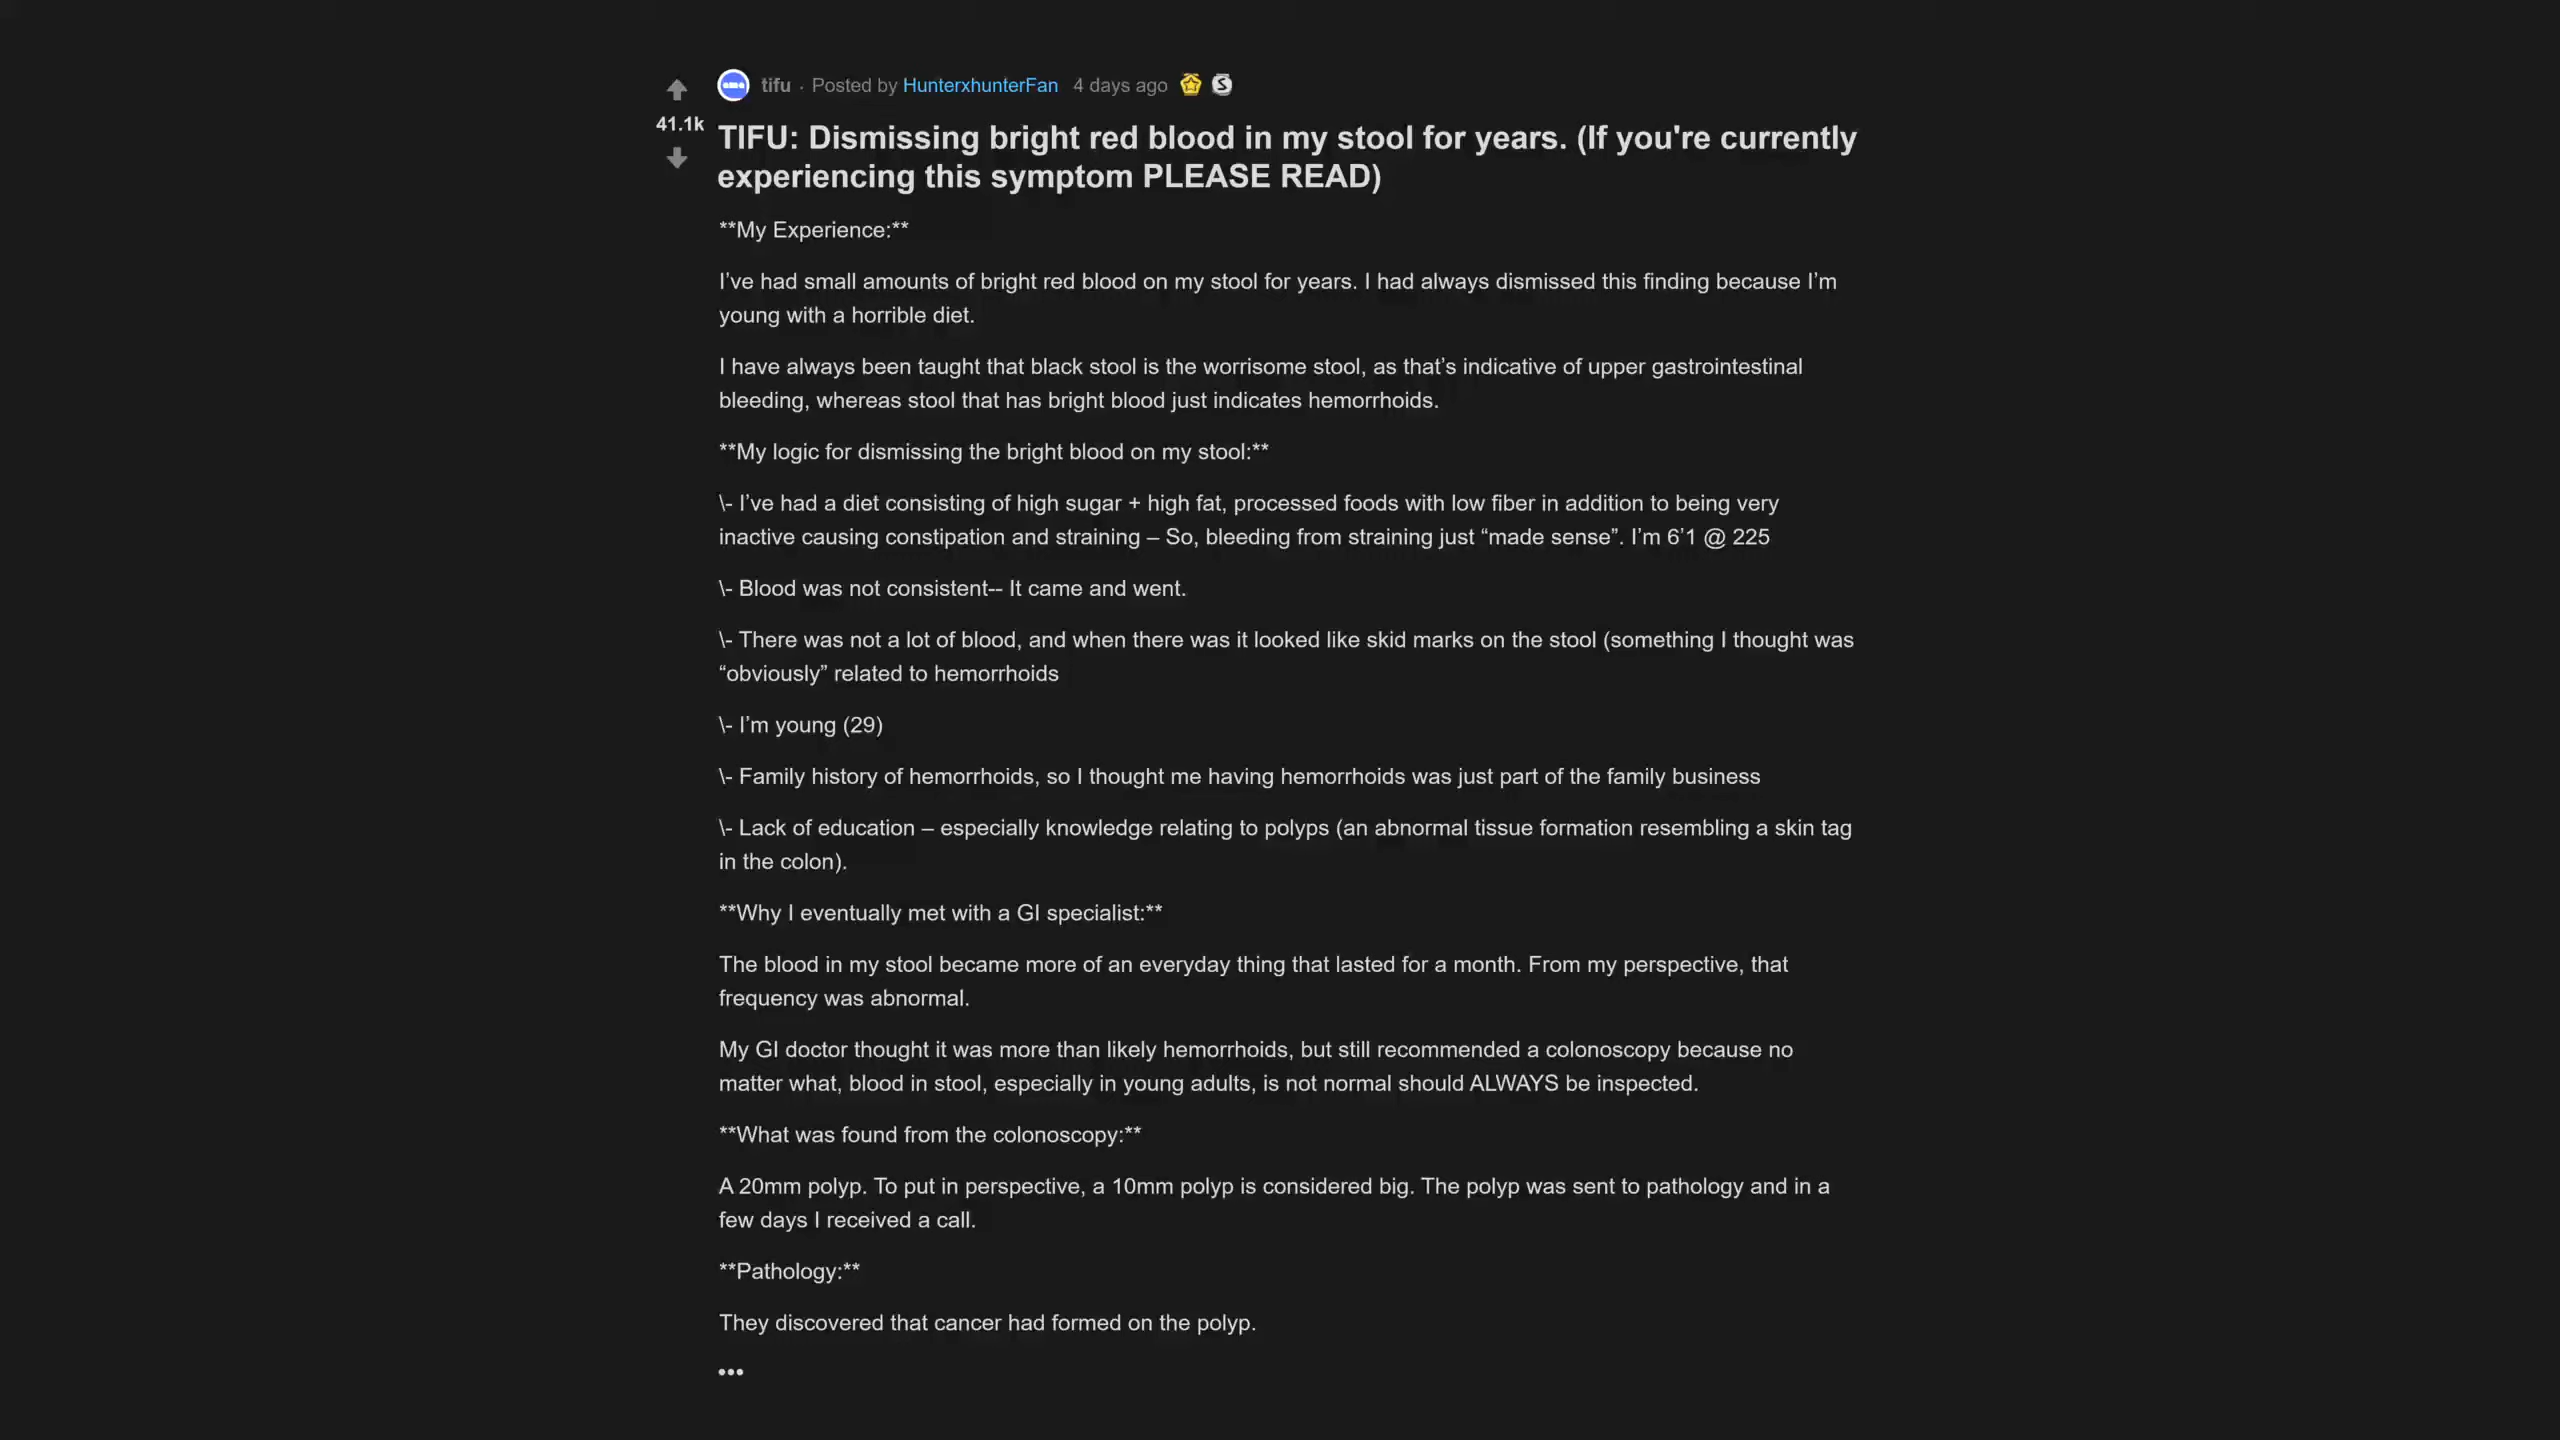 tifu · Posted by HunterxhunterFan 4 days ago
41.1k
TIFU: Dismissing bright red blood in my stool for years. (If you're currently
experiencing this symptom PLEASE READ)
**My Experience:**
I’ve had small amounts of bright red blood on my stool for years. I had always dismissed this finding because I’m
young with a horrible diet.
I have always been taught that black stool is the worrisome stool, as that’s indicative of upper gastrointestinal
bleeding, whereas stool that has bright blood just indicates hemorrhoids.
**My logic for dismissing the bright blood on my stool:**
\- I’ve had a diet consisting of high sugar + high fat, processed foods with low fiber in addition to being very
inactive causing constipation and straining – So, bleeding from straining just “made sense”. I’m 6’1 @ 225
\- Blood was not consistent-- It came and went.
\- There was not a lot of blood, and when there was it looked like skid marks on the stool (something I thought was
“obviously” related to hemorrhoids
\- I’m young (29)
\- Family history of hemorrhoids, so I thought me having hemorrhoids was just part of the family business
\- Lack of education – especially knowledge relating to polyps (an abnormal tissue formation resembling a skin tag
in the colon).
**Why I eventually met with a GI specialist:**
The blood in my stool became more of an everyday thing that lasted for a month. From my perspective, that
frequency was abnormal.
My GI doctor thought it was more than likely hemorrhoids, but still recommended a colonoscopy because no
matter what, blood in stool, especially in young adults, is not normal should ALWAYS be inspected.
**What was found from the colonoscopy:**
A 20mm polyp. To put in perspective, a 10mm polyp is considered big. The polyp was sent to pathology and in a
few days I received a call.
**Pathology:**
They discovered that cancer had formed on the polyp.
•••